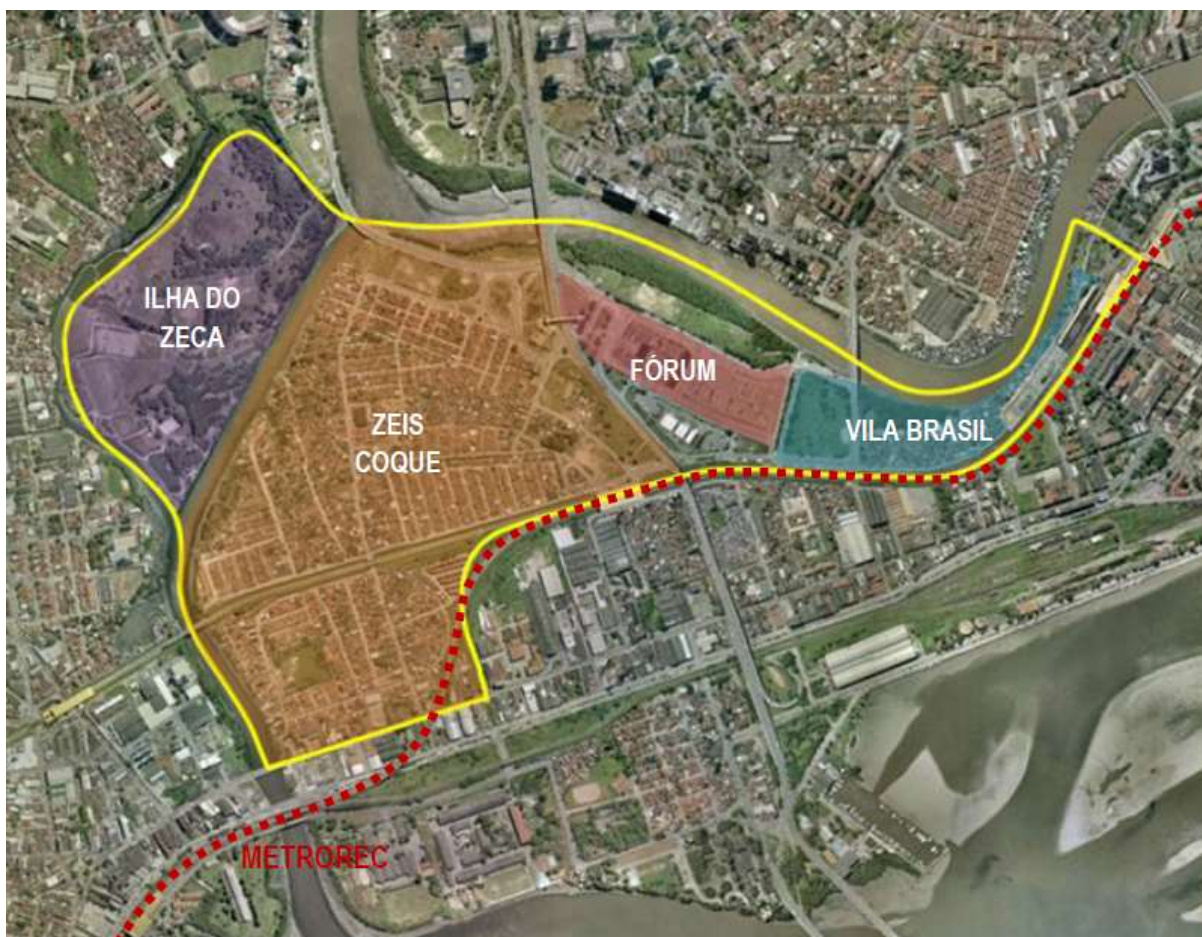 ILHA DO
ZECA
FÓRUM
ZEIS
COQUE
VILA BRASIL
METROREC